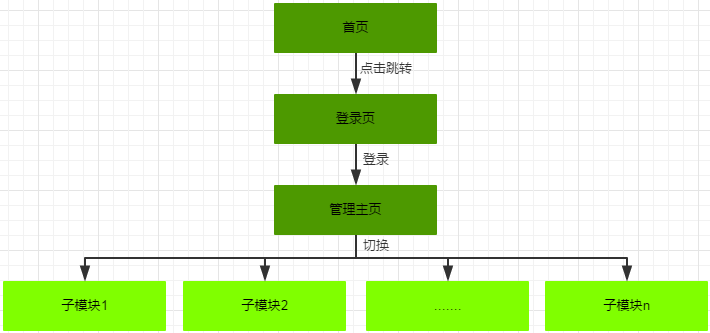 首页
点击跳转
登录页
登录
管理主页
切换
子模块1
子模块2
.......
子模块n